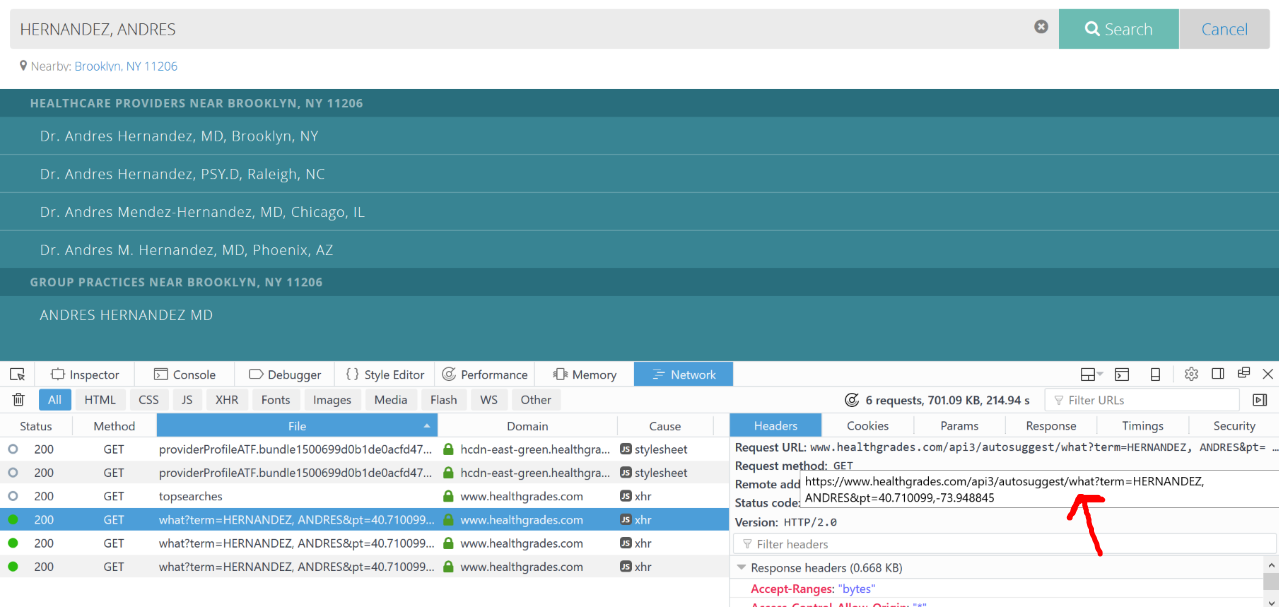 HERNANDEZ, ANDRES
Search
Cancel
Nearby: Brooklyn, NY 11206
HEALTHCARE PROVIDERS NEAR BROOKLYN, NY 11206
Dr. Andres Hernandez, MD, Brooklyn, NY
Dr. Andres Hernandez, PSY.D, Raleigh, NC
Dr. Andres Mendez-Hernandez, MD, Chicago, IL
Dr. Andres M. Hernandez, MD, Phoenix, AZ
GROUP PRACTICES NEAR BROOKLYN, NY 11206
ANDRES HERNANDEZ MD
Inspector Console Debugger { } Style Editor Performance Memory Network
All HTML CSS JS XHR Fonts Images Media Flash WS Other 6 requests, 701.09 KB, 214.94 s Filter URLs
Status Method File Domain Cause
200 GET providerProfileATF.bundle1500699d0b1de0acfd47... hcdn-east-green.healthgra... JS stylesheet
200 GET providerProfileATF.bundle1500699d0b1de0acfd47... hcdn-east-green.healthgra... JS stylesheet
200 GET topsearches www.healthgrades.com JS xhr
200 GET what?term=HERNANDEZ, ANDRES&pt=40.710099... www.healthgrades.com JS xhr
200 GET what?term=HERNANDEZ, ANDRES&pt=40.710099... www.healthgrades.com JS xhr
200 GET what?term=HERNANDEZ, ANDRES&pt=40.710099... www.healthgrades.com JS xhr
Headers Cookies Params Response Timings Security
Request URL: www.healthgrades.com/api3/autosuggest/what?term=HERNANDEZ, ANDRES&pt= ...
Request method: GET
Remote add
https://www.healthgrades.com/api3/autosuggest/what?term=HERNANDEZ,
ANDRES&pt=40.710099,-73.948845
Status code:
Version: HTTP/2.0
Filter headers
Response headers (0.668 KB)
Accept-Ranges: "bytes"
Access-Control-Allow-Origin: "*"